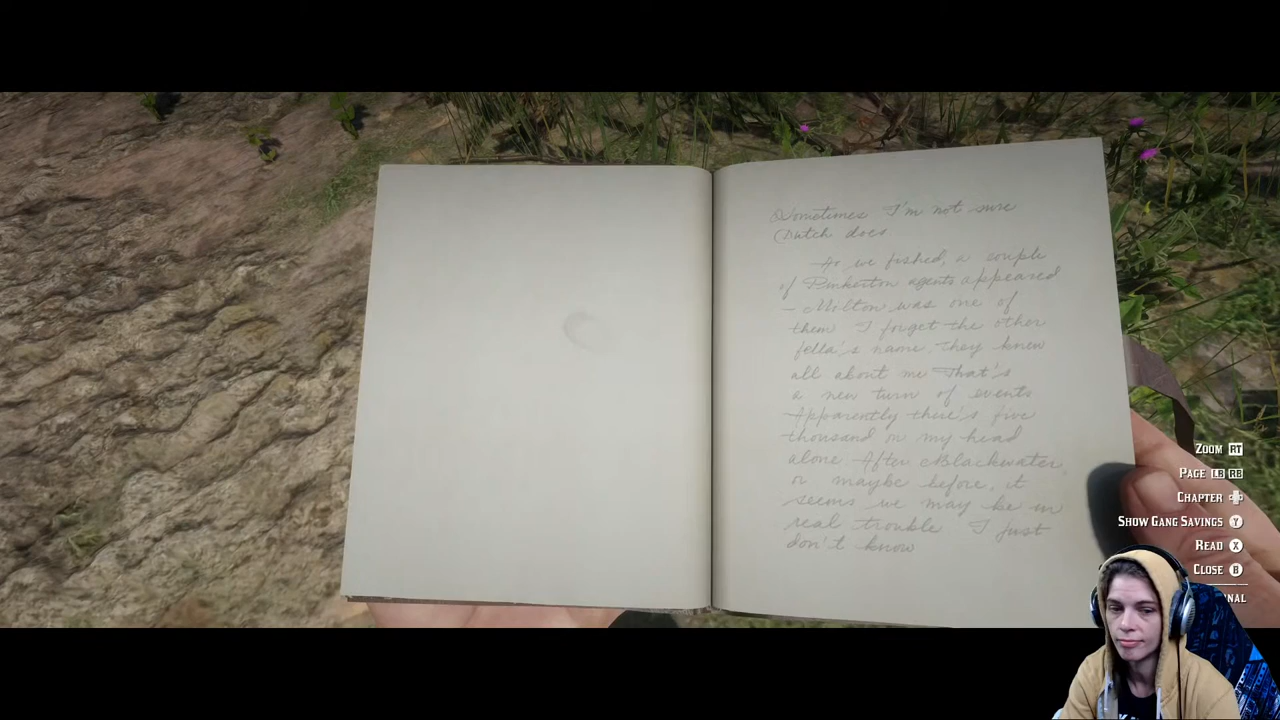 Sometimes I'm not sure
Dutch does
As we fished, a couple
of Pinkerton agents appeared
- Milton was one of
them I forget the other
fella's name, they knew
all about me That's
a new turn of events
Apparently there's five
thousand on my head
alone. After Blackwater,
or maybe before, it
seems we may be in
real trouble I just
don't know
ZOOM RT
PAGE LB RB
CHAPTER
SHOW GANG SAVINGS Y
READ X
CLOSE B
NAL